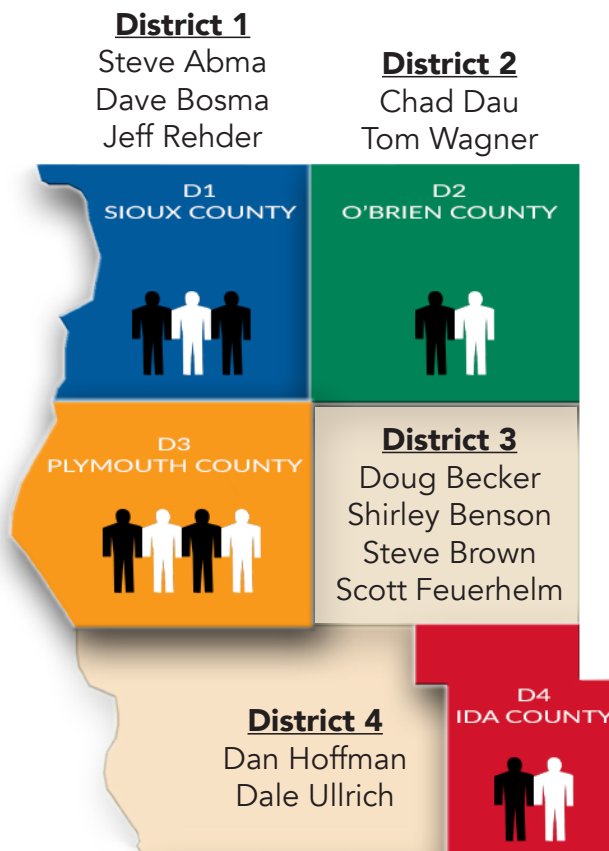 District 1
Steve Abma
Dave Bosma
Jeff Rehder
District 2
Chad Dau
Tom Wagner
D1
SIOUX COUNTY
D2
O'BRIEN COUNTY
D3
PLYMOUTH COUNTY
District 3
Doug Becker
Shirley Benson
Steve Brown
Scott Feuerhelm
District 4
Dan Hoffman
Dale Ullrich
D4
IDA COUNTY